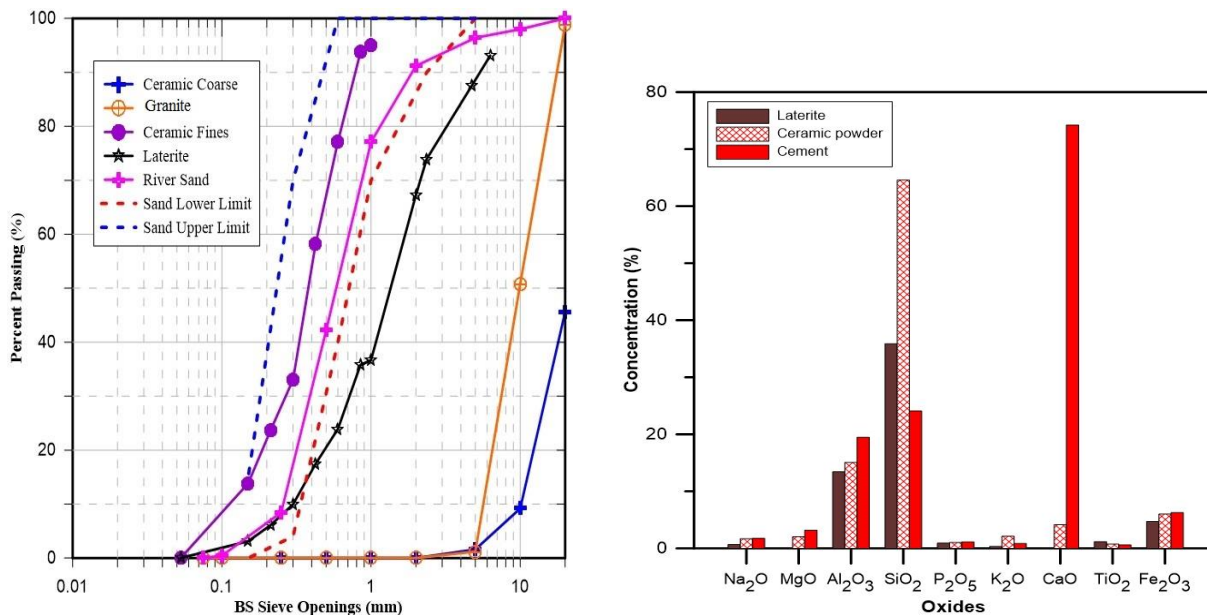 100
80
60
40
20
0
Percent Passing (%)
Ceramic Coarse
Granite
Ceramic Fines
Laterite
River Sand
Sand Lower Limit
Sand Upper Limit
0.01
0.1
1
10
BS Sieve Openings (mm)
80
60
40
20
0
Concentration (%)
Laterite
Ceramic powder
Cement
Na₂O MgO Al₂O₃ SiO₂ P₂O₅ K₂O CaO TiO₂ Fe₂O₃
Oxides